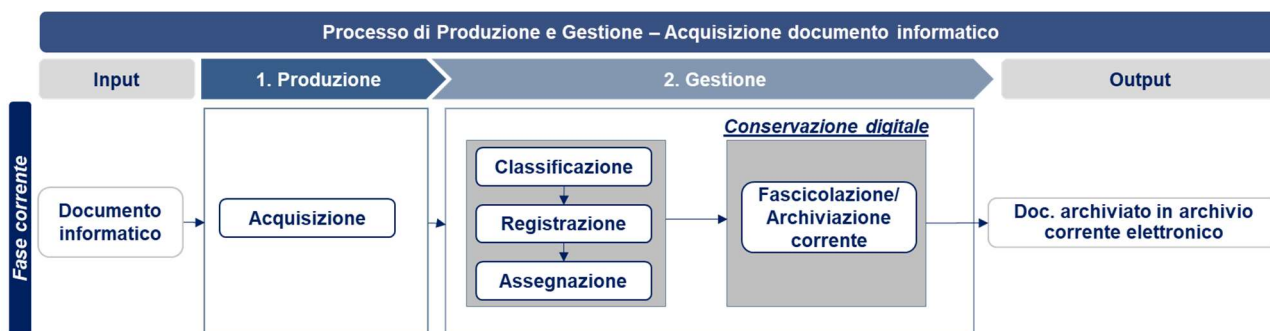 Processo di Produzione e Gestione – Acquisizione documento informatico
Input
1. Produzione
2. Gestione
Output
Fase corrente
Documento
informatico
Acquisizione
Classificazione
Registrazione
Assegnazione
Conservazione digitale
Fascicolazione/
Archiviazione
corrente
Doc. archiviato in archivio
corrente elettronico